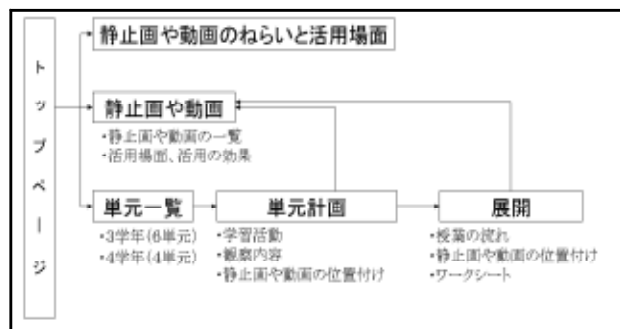 トップページ
静止画や動画のねらいと活用場面
静止画や動画
・静止画や動画の一覧
・活用場面、活用の効果
単元一覧
・3学年(6単元)
・4学年(4単元)
単元計画
・学習活動
・観察内容
・静止画や動画の位置付け
展開
・授業の流れ
・静止画や動画の位置付け
・ワークシート